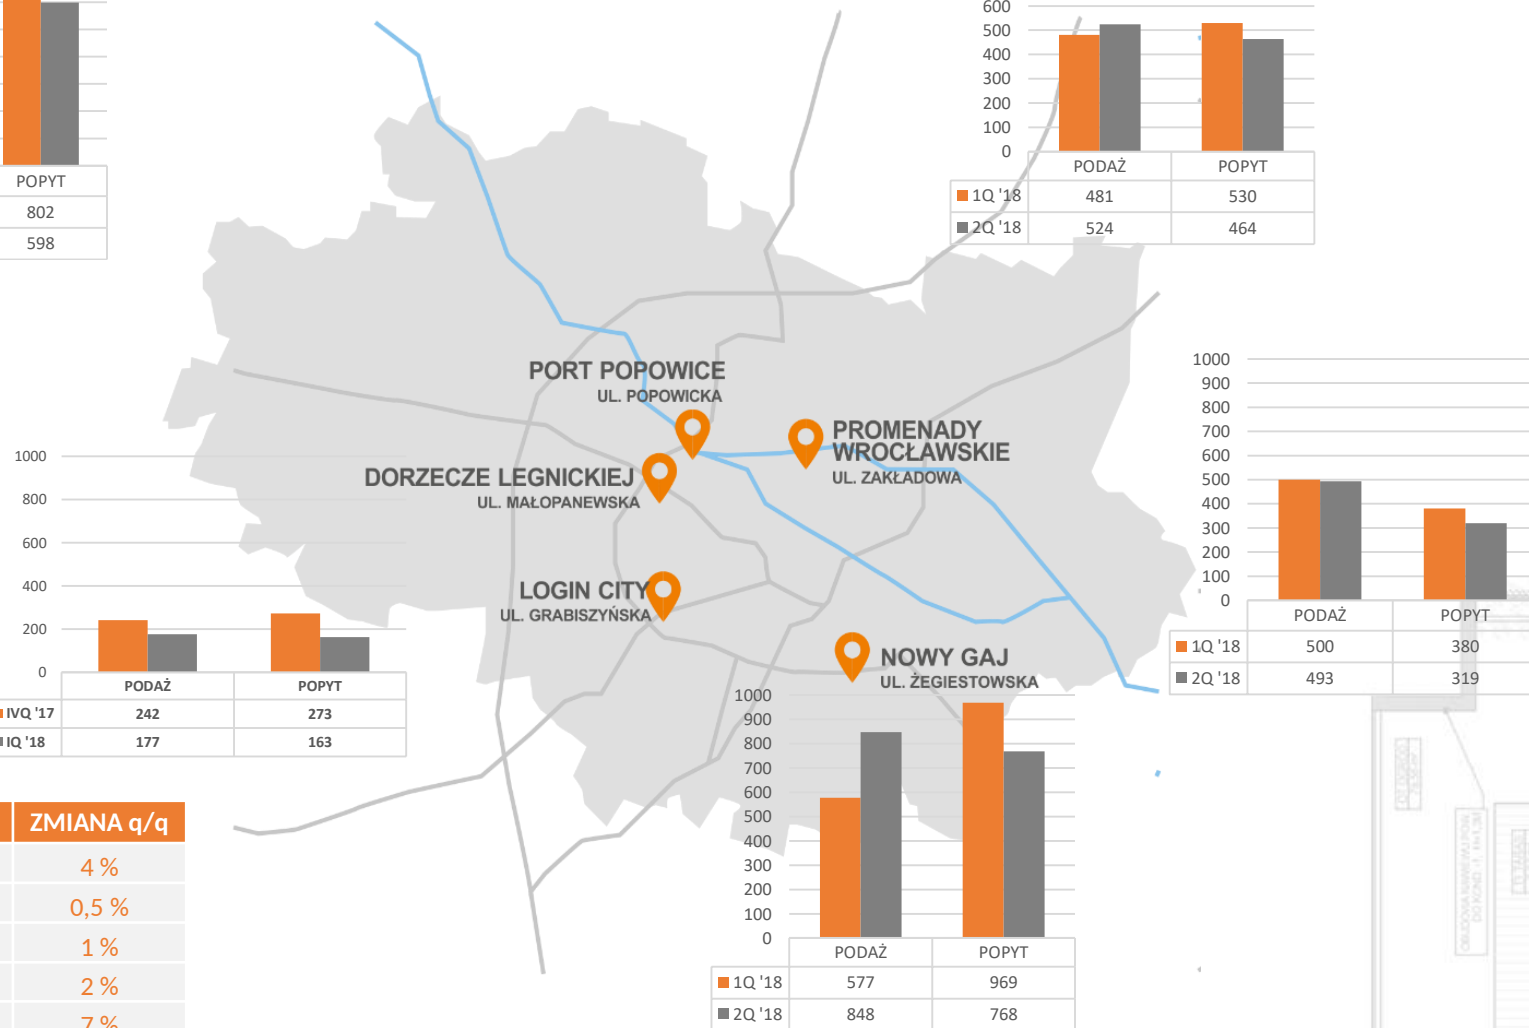 POPYT
802
598
600
500
400
300
200
100
0
PODAŻ POPYT
1Q '18 481 530
2Q '18 524 464
PORT POPOWICE
UL. POPOWICKA
PROMENADY
WROCŁAWSKIE
UL. ZAKŁADOWA
DORZECZE LEGNICKIEJ
UL. MAŁOPANEWSKA
LOGIN CITY
UL. GRABISZYŃSKA
NOWY GAJ
UL. ŻEGIESTOWSKA
1000
900
800
700
600
500
400
300
200
100
0
PODAŻ POPYT
1Q '18 500 380
2Q '18 493 319
1000
800
600
400
200
0
PODAŻ POPYT
IVQ '17 242 273
IQ '18 177 163
1000
900
800
700
600
500
400
300
200
100
0
PODAŻ POPYT
1Q '18 577 969
2Q '18 848 768
ZMIANA q/q
4 %
0,5 %
1 %
2 %
7 %